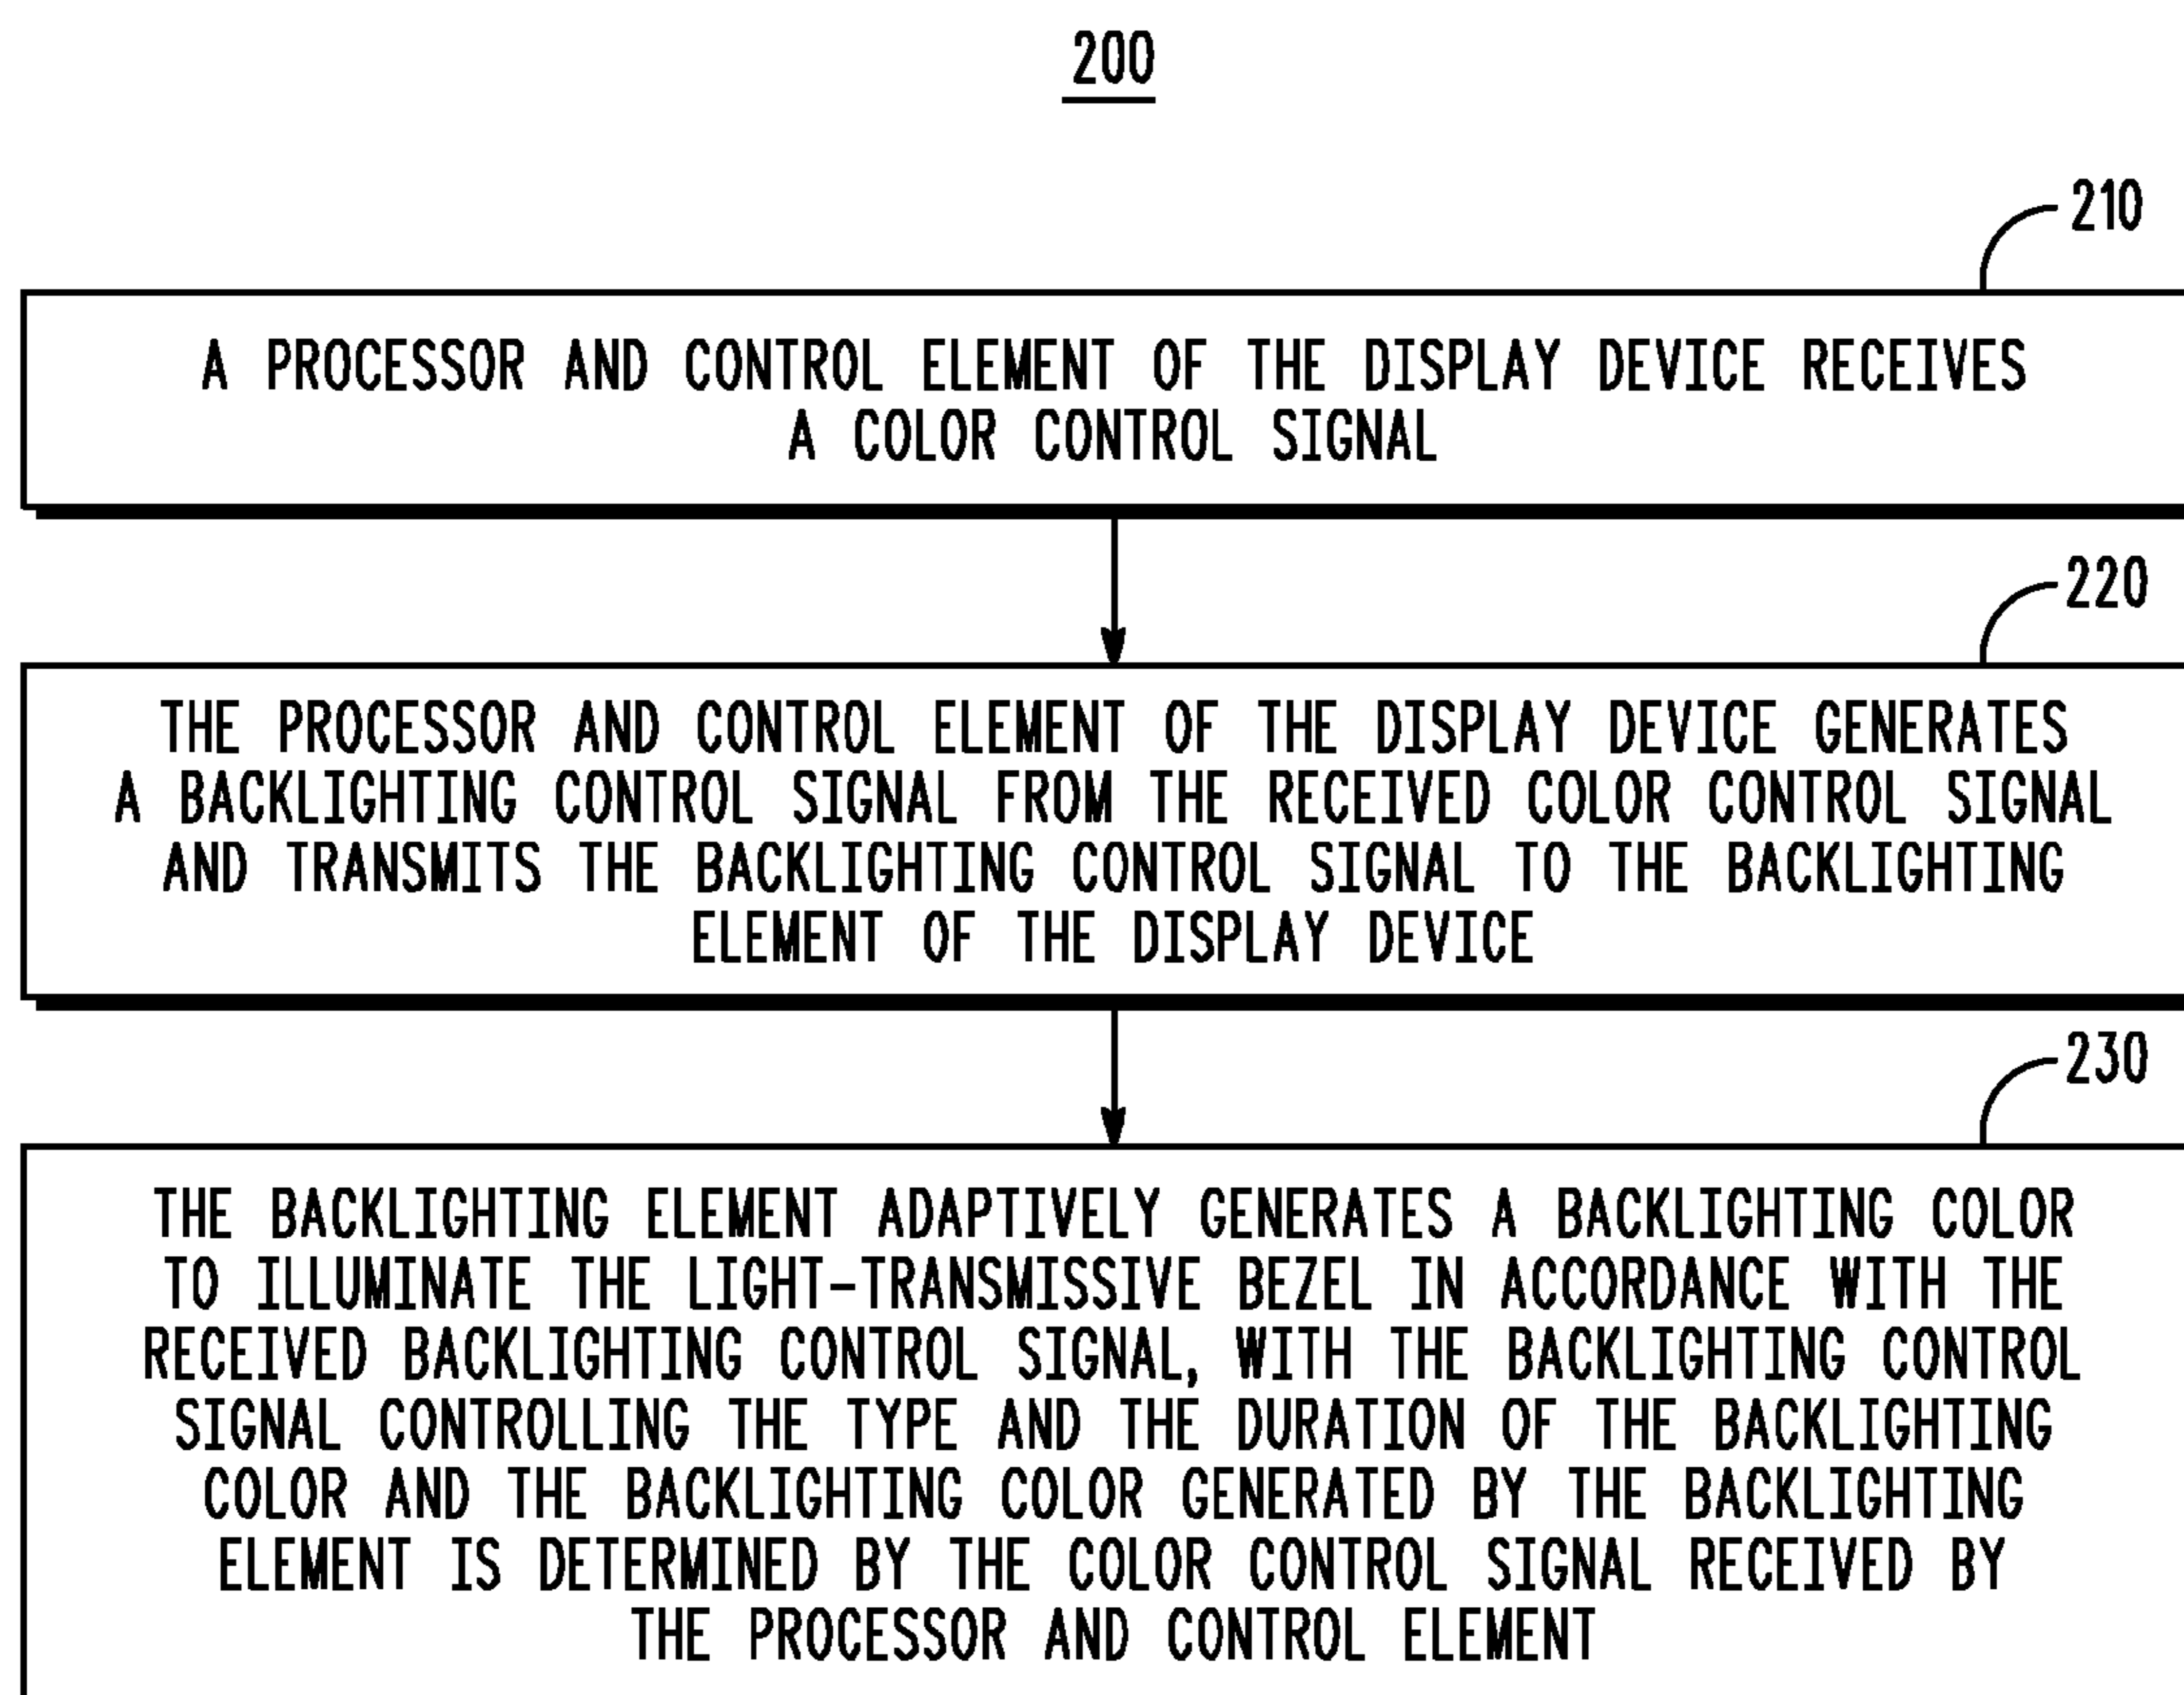 200
210
A PROCESSOR AND CONTROL ELEMENT OF THE DISPLAY DEVICE RECEIVES
A COLOR CONTROL SIGNAL
220
THE PROCESSOR AND CONTROL ELEMENT OF THE DISPLAY DEVICE GENERATES
A BACKLIGHTING CONTROL SIGNAL FROM THE RECEIVED COLOR CONTROL SIGNAL
AND TRANSMITS THE BACKLIGHTING CONTROL SIGNAL TO THE BACKLIGHTING
ELEMENT OF THE DISPLAY DEVICE
230
THE BACKLIGHTING ELEMENT ADAPTIVELY GENERATES A BACKLIGHTING COLOR
TO ILLUMINATE THE LIGHT-TRANSMISSIVE BEZEL IN ACCORDANCE WITH THE
RECEIVED BACKLIGHTING CONTROL SIGNAL, WITH THE BACKLIGHTING CONTROL
SIGNAL CONTROLLING THE TYPE AND THE DURATION OF THE BACKLIGHTING
COLOR AND THE BACKLIGHTING COLOR GENERATED BY THE BACKLIGHTING
ELEMENT IS DETERMINED BY THE COLOR CONTROL SIGNAL RECEIVED BY
THE PROCESSOR AND CONTROL ELEMENT